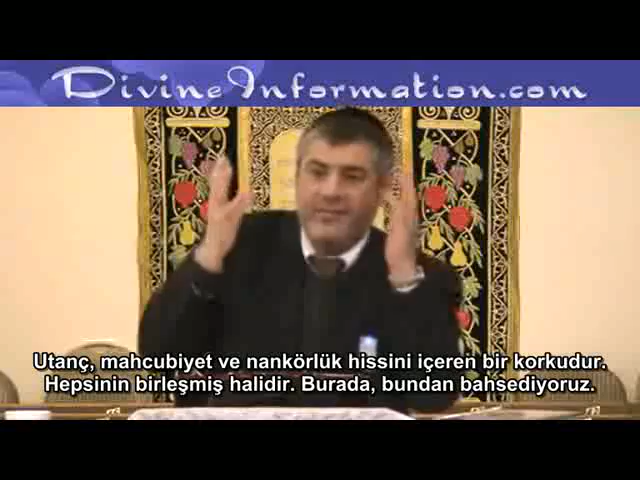 DivineInformation.com
Utanç, mahcubiyet ve nankörlük hissini içeren bir korkudur.
Hepsinin birleşmiş halidir. Burada, bundan bahsediyoruz.